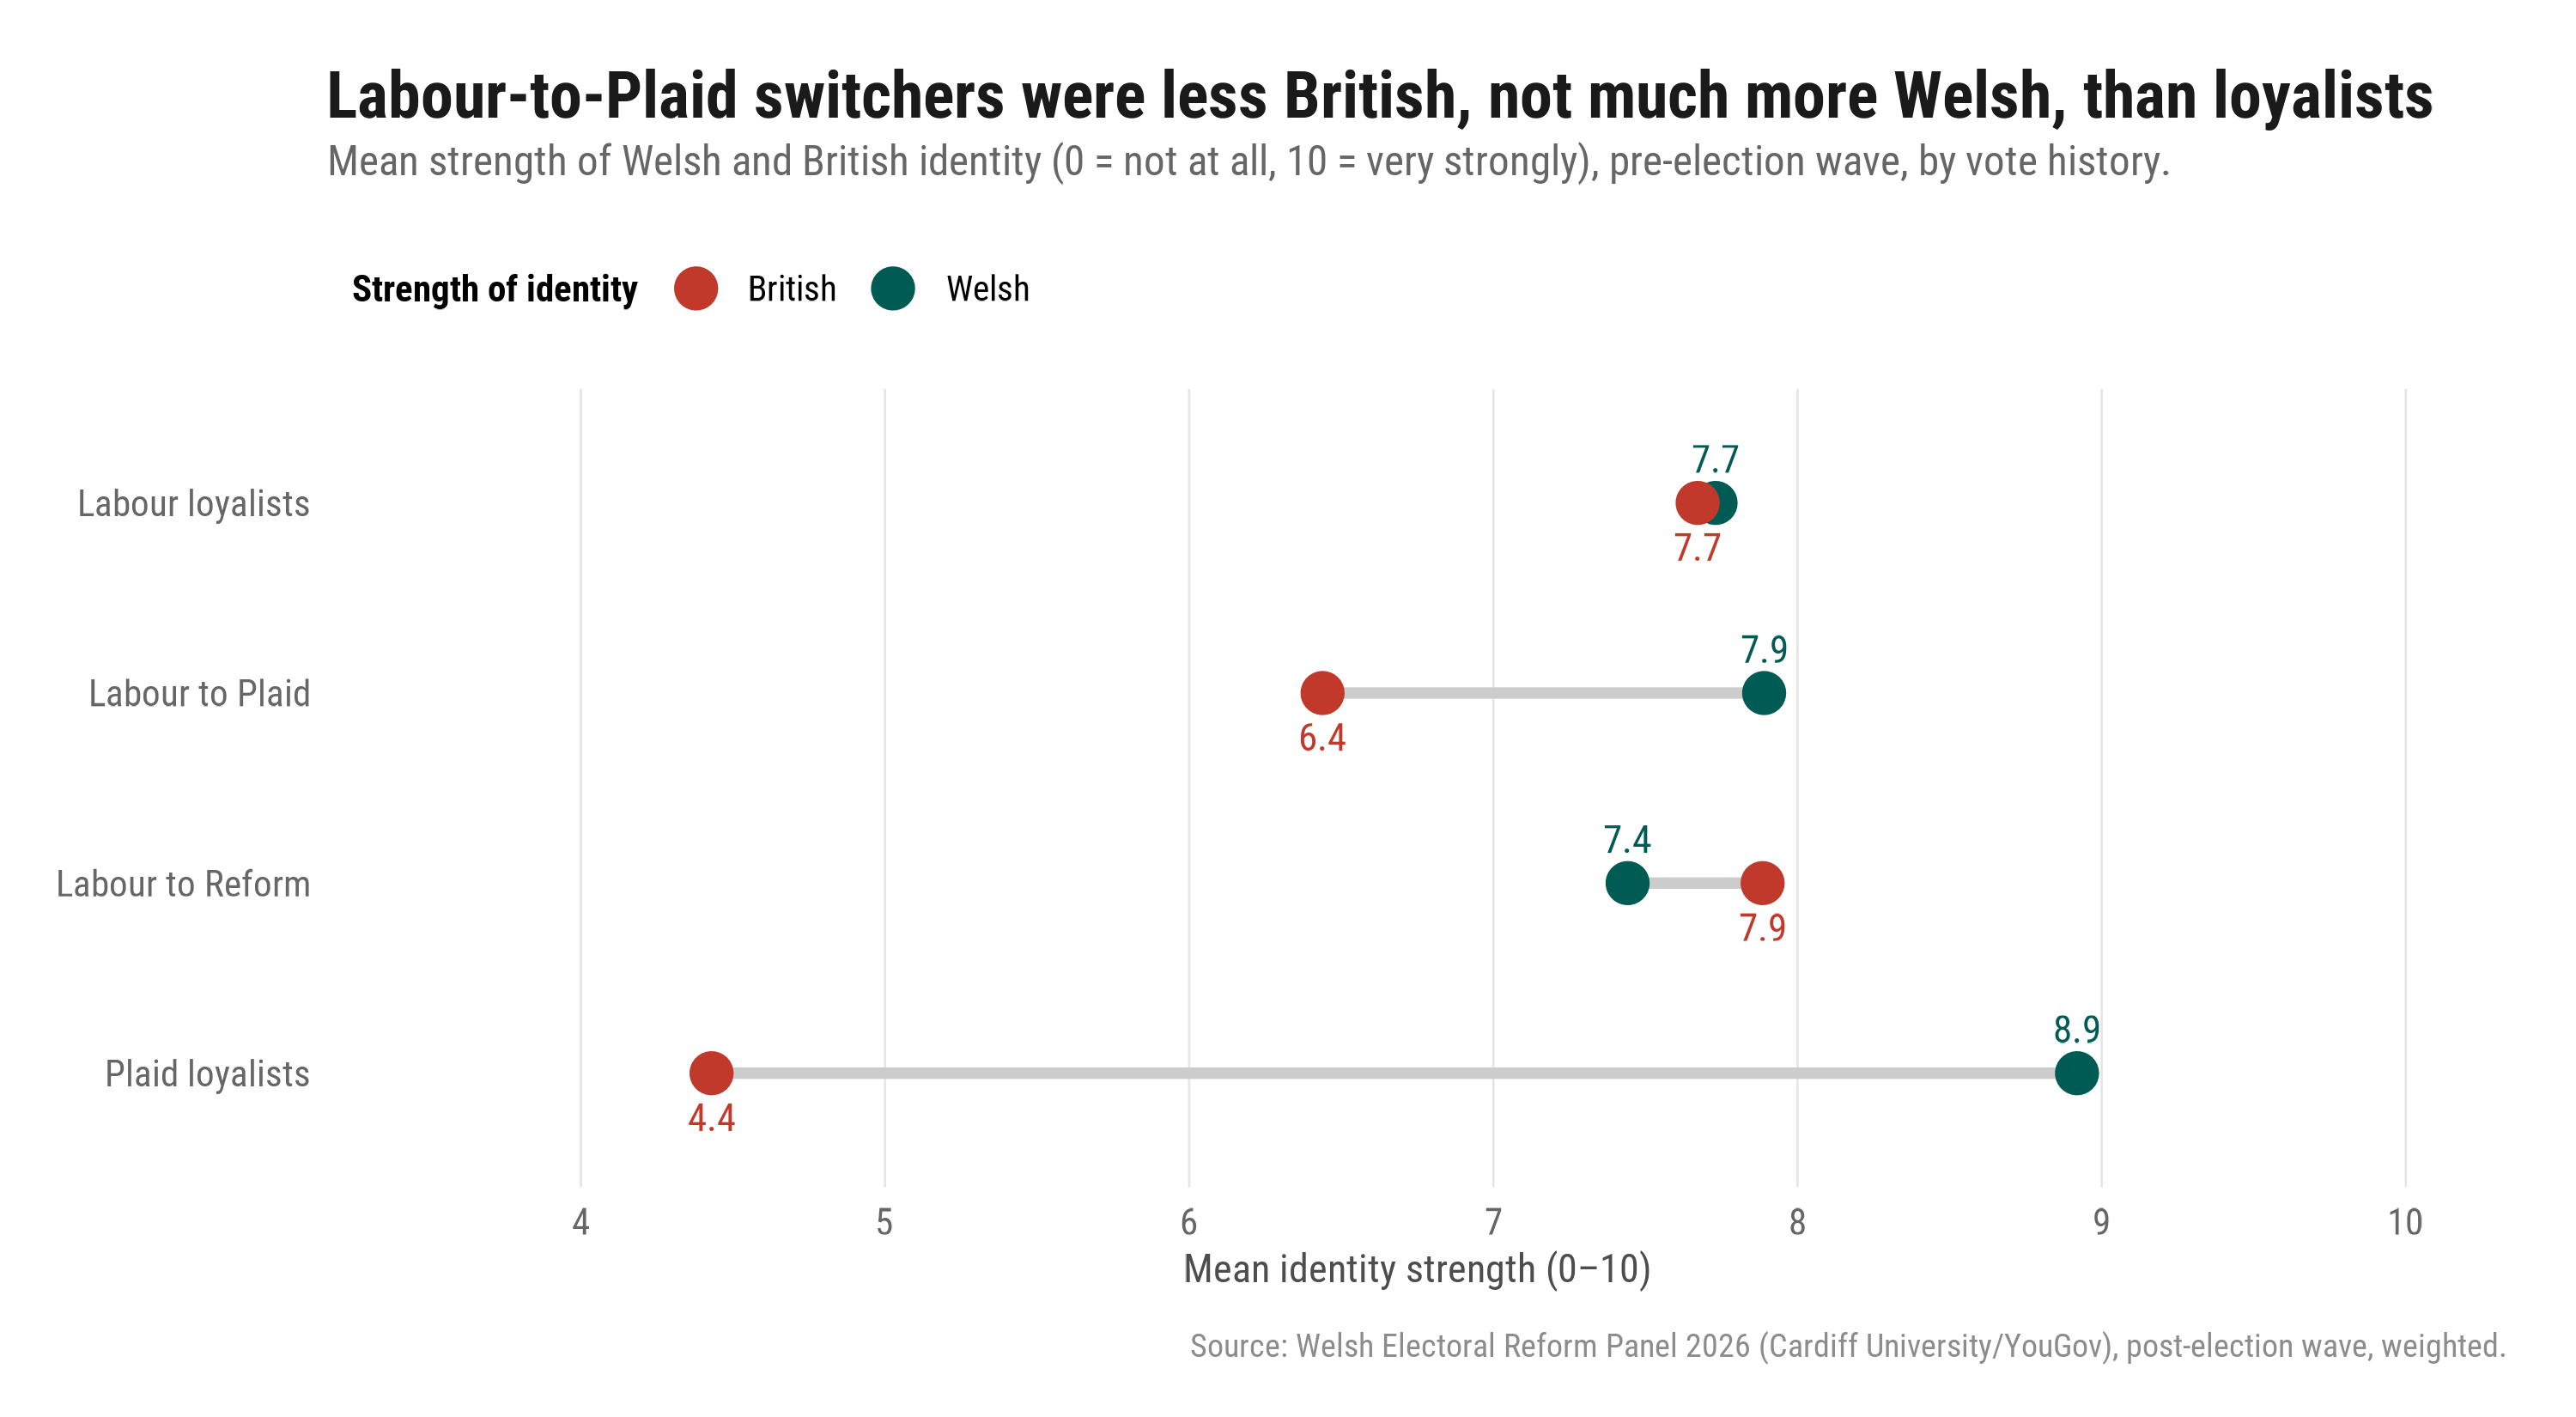 Labour-to-Plaid switchers were less British, not much more Welsh, than loyalists
Mean strength of Welsh and British identity (0 = not at all, 10 = very strongly), pre-election wave, by vote history.
Strength of identity British Welsh
7.7
Labour loyalists
7.7
7.9
Labour to Plaid
6.4
7.4
Labour to Reform
7.9
8.9
Plaid loyalists
4.4
4 5 6 7 8 9 10
Mean identity strength (0–10)
Source: Welsh Electoral Reform Panel 2026 (Cardiff University/YouGov), post-election wave, weighted.